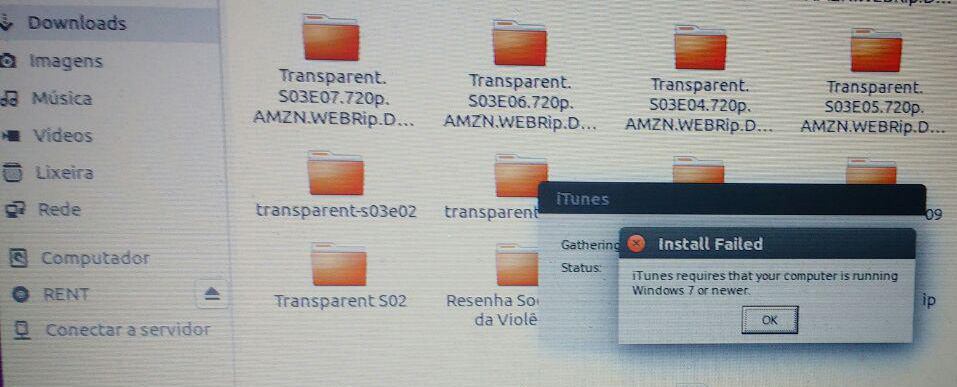 AMZN.WEBRip.D...
Downloads
Imagens
Música
Vídeos
Lixeira
Rede
Computador
RENT
Conectar a servidor
Transparent.
S03E07.720p.
AMZN.WEBRip.D...
Transparent.
S03E06.720p.
AMZN.WEBRip.D...
Transparent.
S03E04.720p.
AMZN.WEBRip.D...
Transparent.
S03E05.720p.
AMZN.WEBRip.D...
transparent-s03e02
transparent
09
Transparent S02
Resenha So
da Violê
ip
iTunes
Gathering
Status:
Install Failed
iTunes requires that your computer is running
Windows 7 or newer.
OK